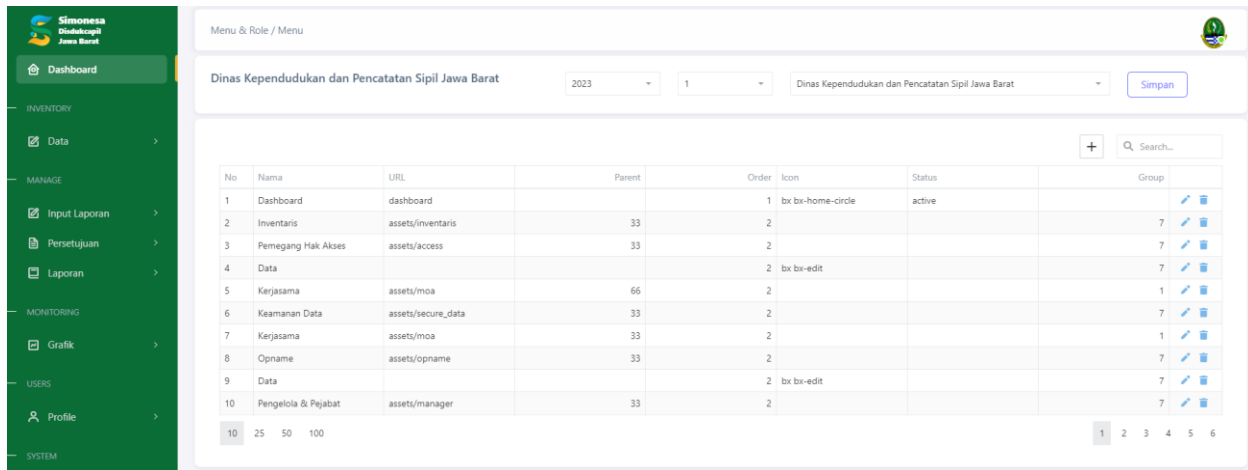 Simonesa
Disdukcapil
Jawa Barat
Menu & Role / Menu
Dashboard
Dinas Kependudukan dan Pencatatan Sipil Jawa Barat 2023 1 Dinas Kependudukan dan Pencatatan Sipil Jawa Barat Simpan
INVENTORY
Data
MANAGE
Input Laporan
Persetujuan
Laporan
MONITORING
Grafik
USERS
Profile
SYSTEM
+ Search...
No Nama URL Parent Order Icon Status Group
1 Dashboard dashboard 1 bx bx-home-circle active
2 Inventaris assets/inventaris 33 2 7
3 Pemegang Hak Akses assets/access 33 2 7
4 Data 2 bx bx-edit 7
5 Kerjasama assets/moa 66 2 1
6 Keamanan Data assets/secure_data 33 2 7
7 Kerjasama assets/moa 33 2 1
8 Opname assets/opname 33 2 7
9 Data 2 bx bx-edit 7
10 Pengelola & Pejabat assets/manager 33 2 7
10 25 50 100 1 2 3 4 5 6